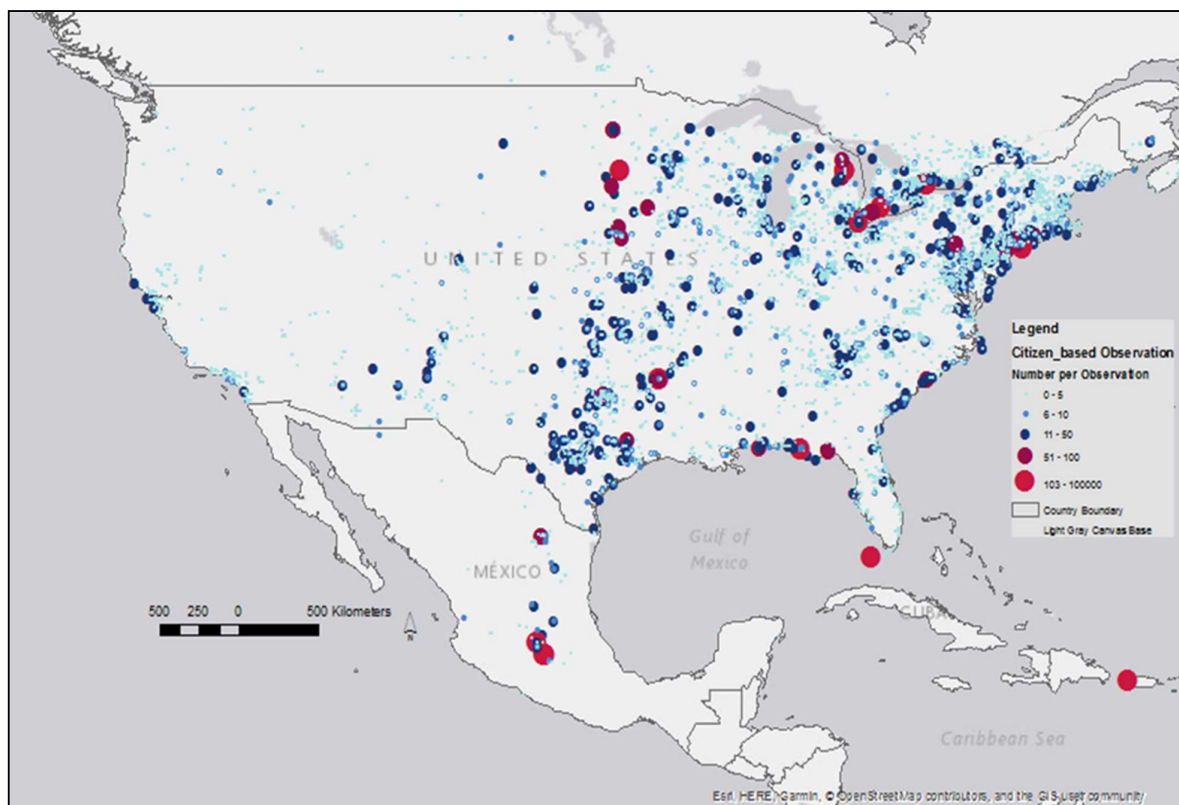 UNITED STATES
Legend
Citizen_based Observation
Number per Observation
0 - 5
6 - 10
11 - 50
51 - 100
103 - 100000
Country Boundary
Light Gray Canvas Base
Gulf of
Mexico
MÉXICO
CUBA
500 250 0 500 Kilometers
N
Caribbean Sea
Esri, HERE, Garmin, © OpenStreetMap contributors, and the GIS user community